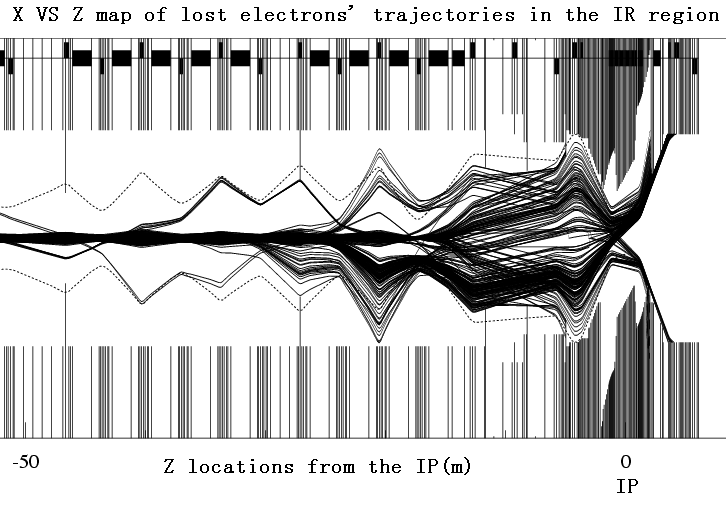 X VS Z map of lost electrons' trajectories in the IR region
-50
0
Z locations from the IP(m)
IP